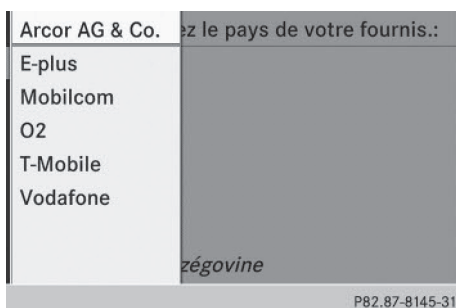 Arcor AG & Co. ez le pays de votre fournis.:
E-plus
Mobilcom
O2
T-Mobile
Vodafone
zégovine
P82.87-8145-31